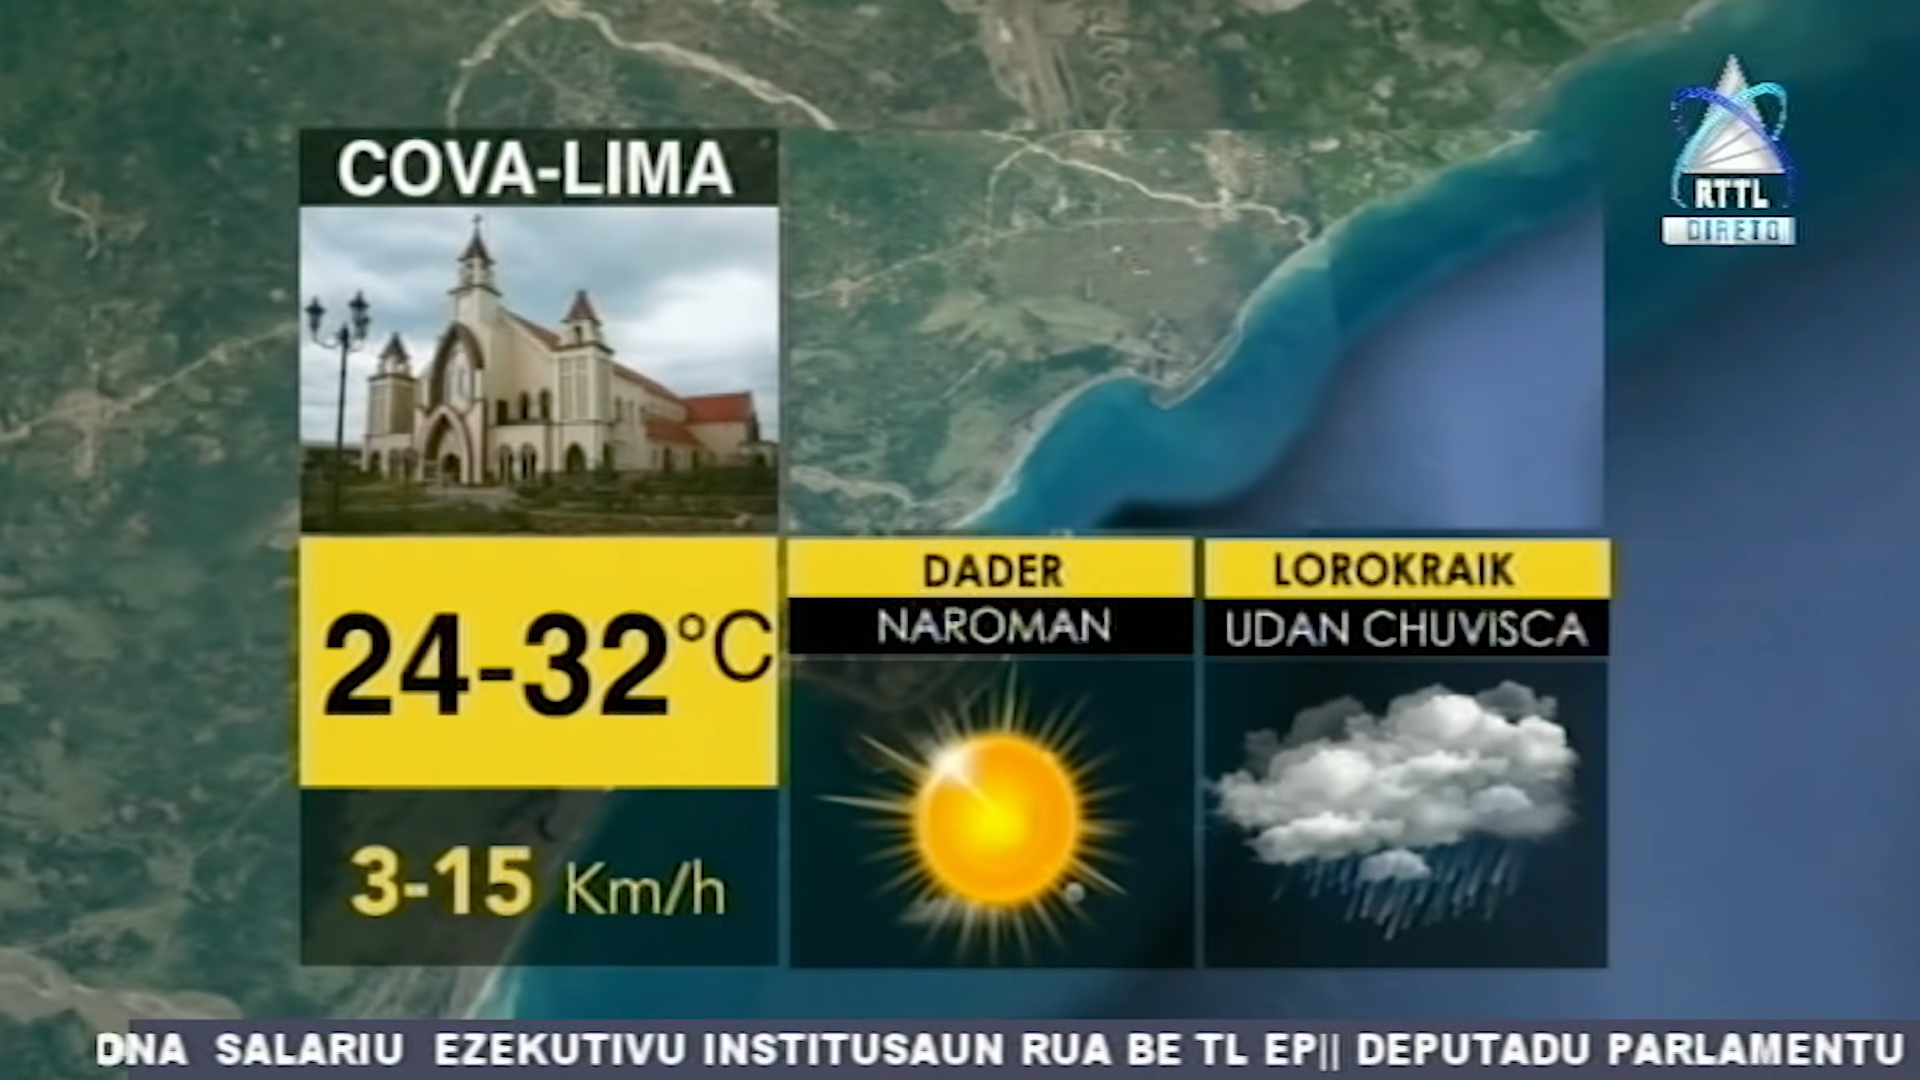 COVA-LIMA
RTTL
DIRETO
24-32°C
3-15 Km/h
DADER
NAROMAN
LOROKRAIK
UDAN CHUVISCA
DNA SALARIU EZEKUTIVU INSTITUSAUN RUA BE TL EP|| DEPUTADU PARLAMENTU